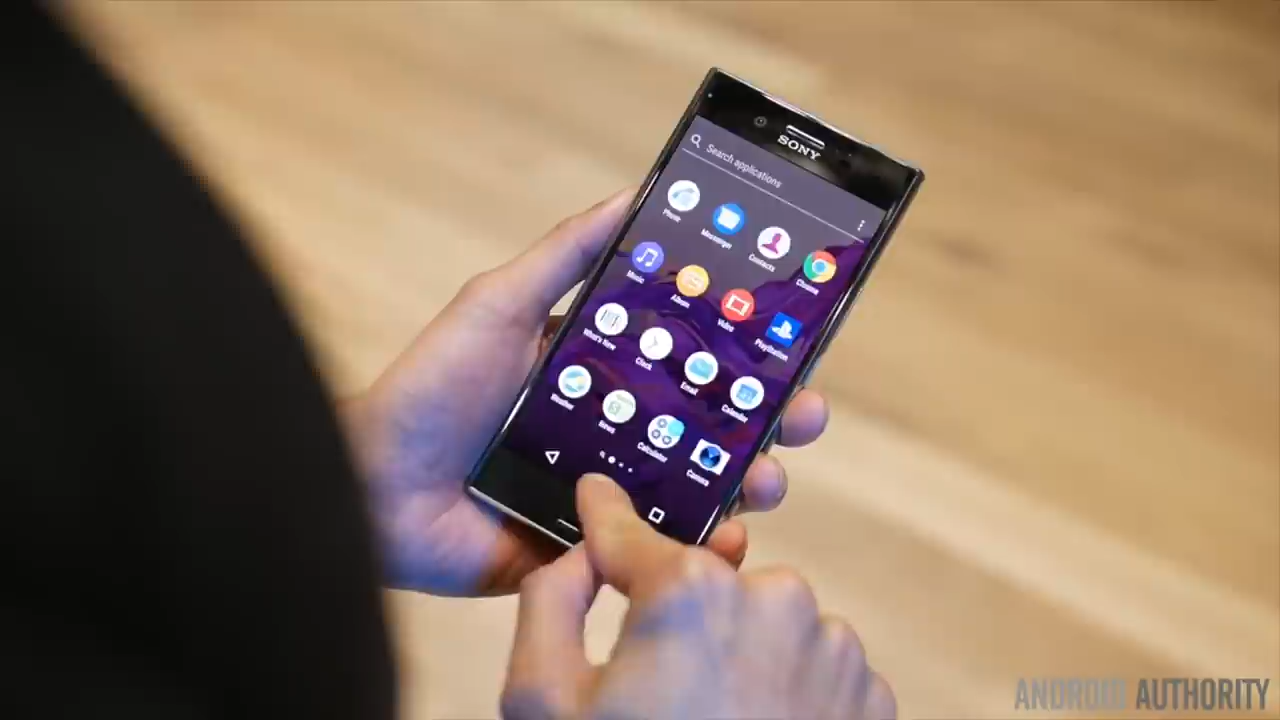 SONY
Search applications
Phone
Messenger
Contacts
Chrome
Music
Album
Video
PlayStation
What's New
Clock
Email
Calendar
Weather
News
Calculator
Camera
ANDROID AUTHORITY